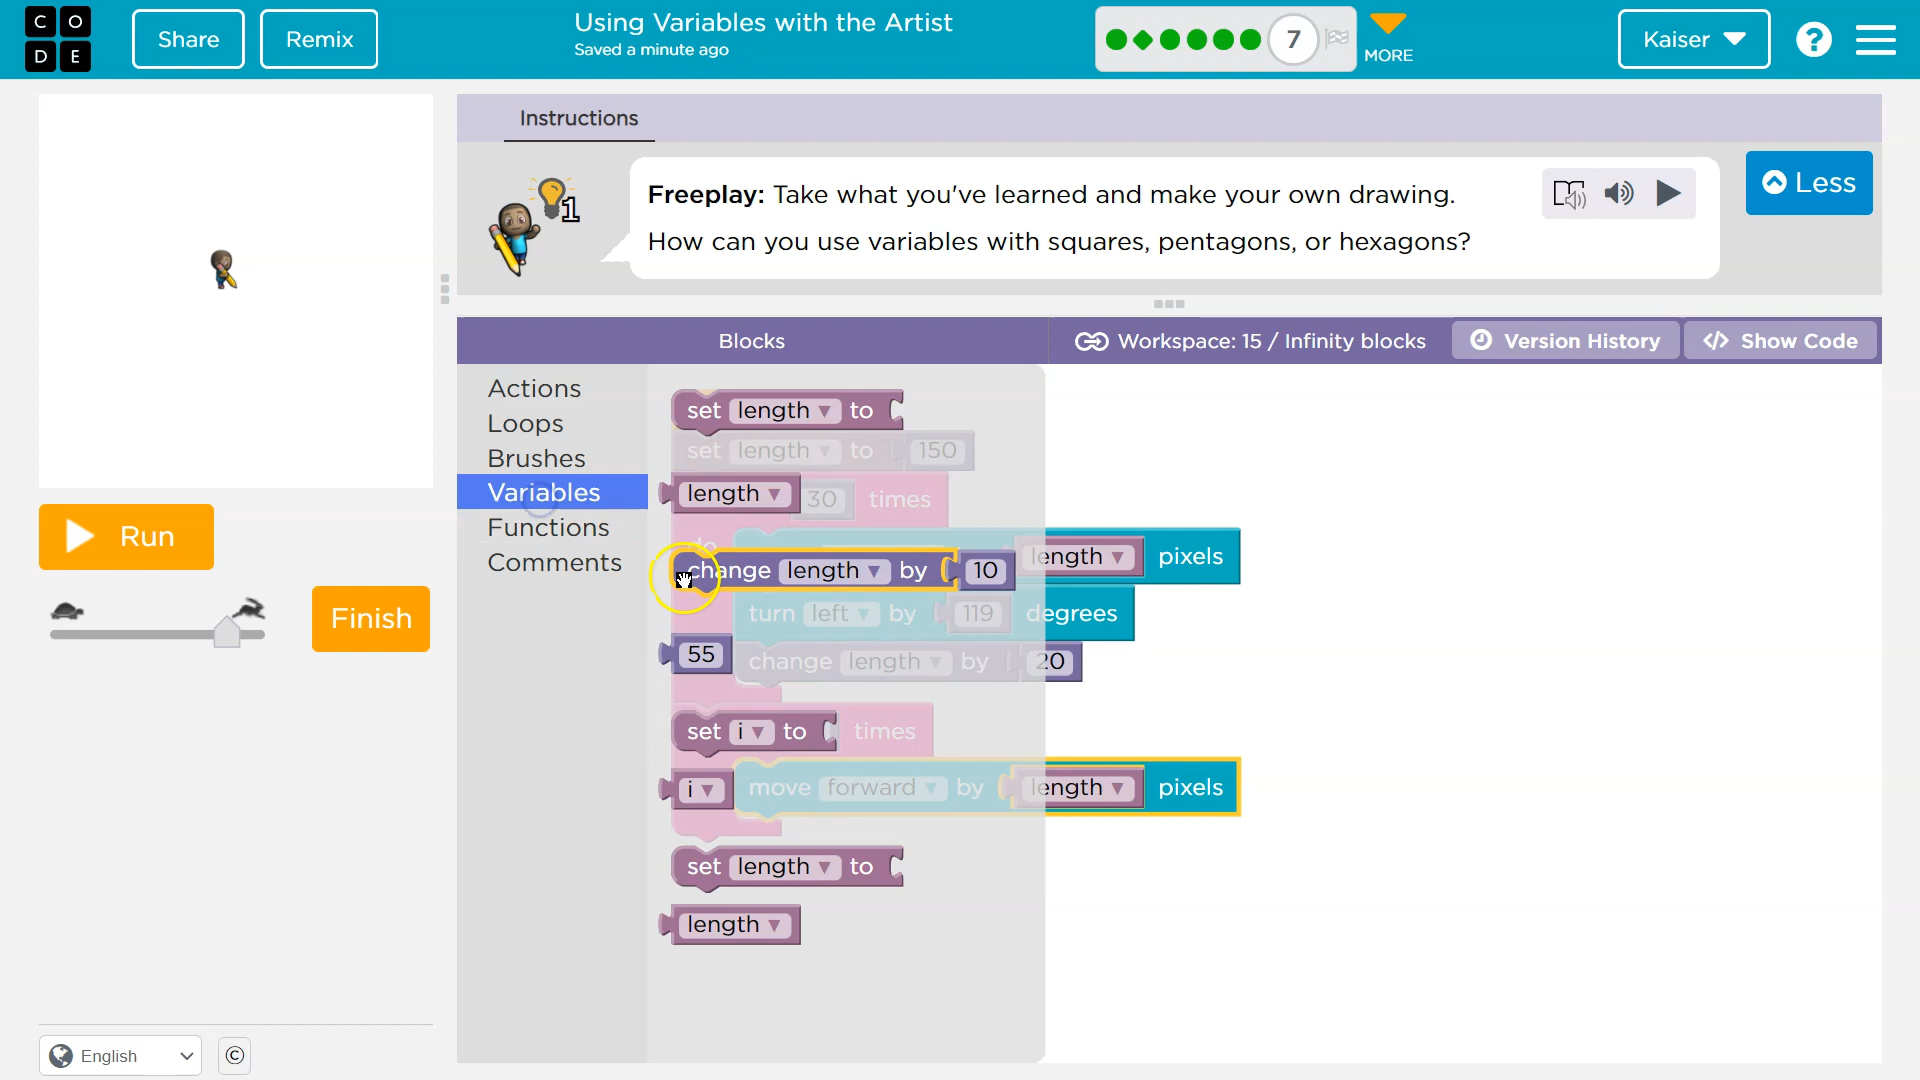 CO
DE
Share
Remix
Using Variables with the Artist
Saved a minute ago
7
MORE
Kaiser
?
Instructions
1
Freeplay: Take what you've learned and make your own drawing.
How can you use variables with squares, pentagons, or hexagons?
Less
Blocks
Workspace: 15 / Infinity blocks
Version History
</> Show Code
Actions
Loops
Brushes
Variables
Functions
Comments
set length to
set length to 150
length
30 times
do
length pixels
change length by 10
turn left by 119 degrees
55
change length by 20
set i to
times
i
move forward by length pixels
set length to
length
Run
Finish
English
©